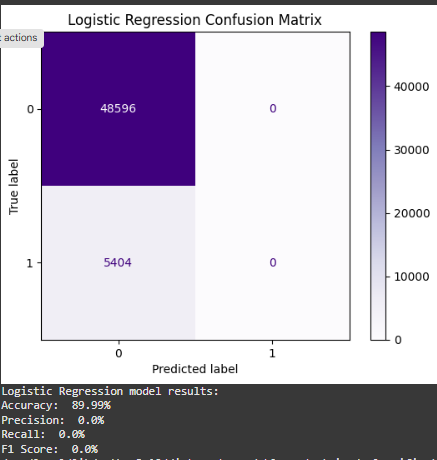 Logistic Regression Confusion Matrix
actions
0
48596
0
40000
30000
True label
20000
1
5404
0
10000
0
0
1
Predicted label
Logistic Regression model results:
Accuracy:  89.99%
Precision:  0.0%
Recall:  0.0%
F1 Score:  0.0%